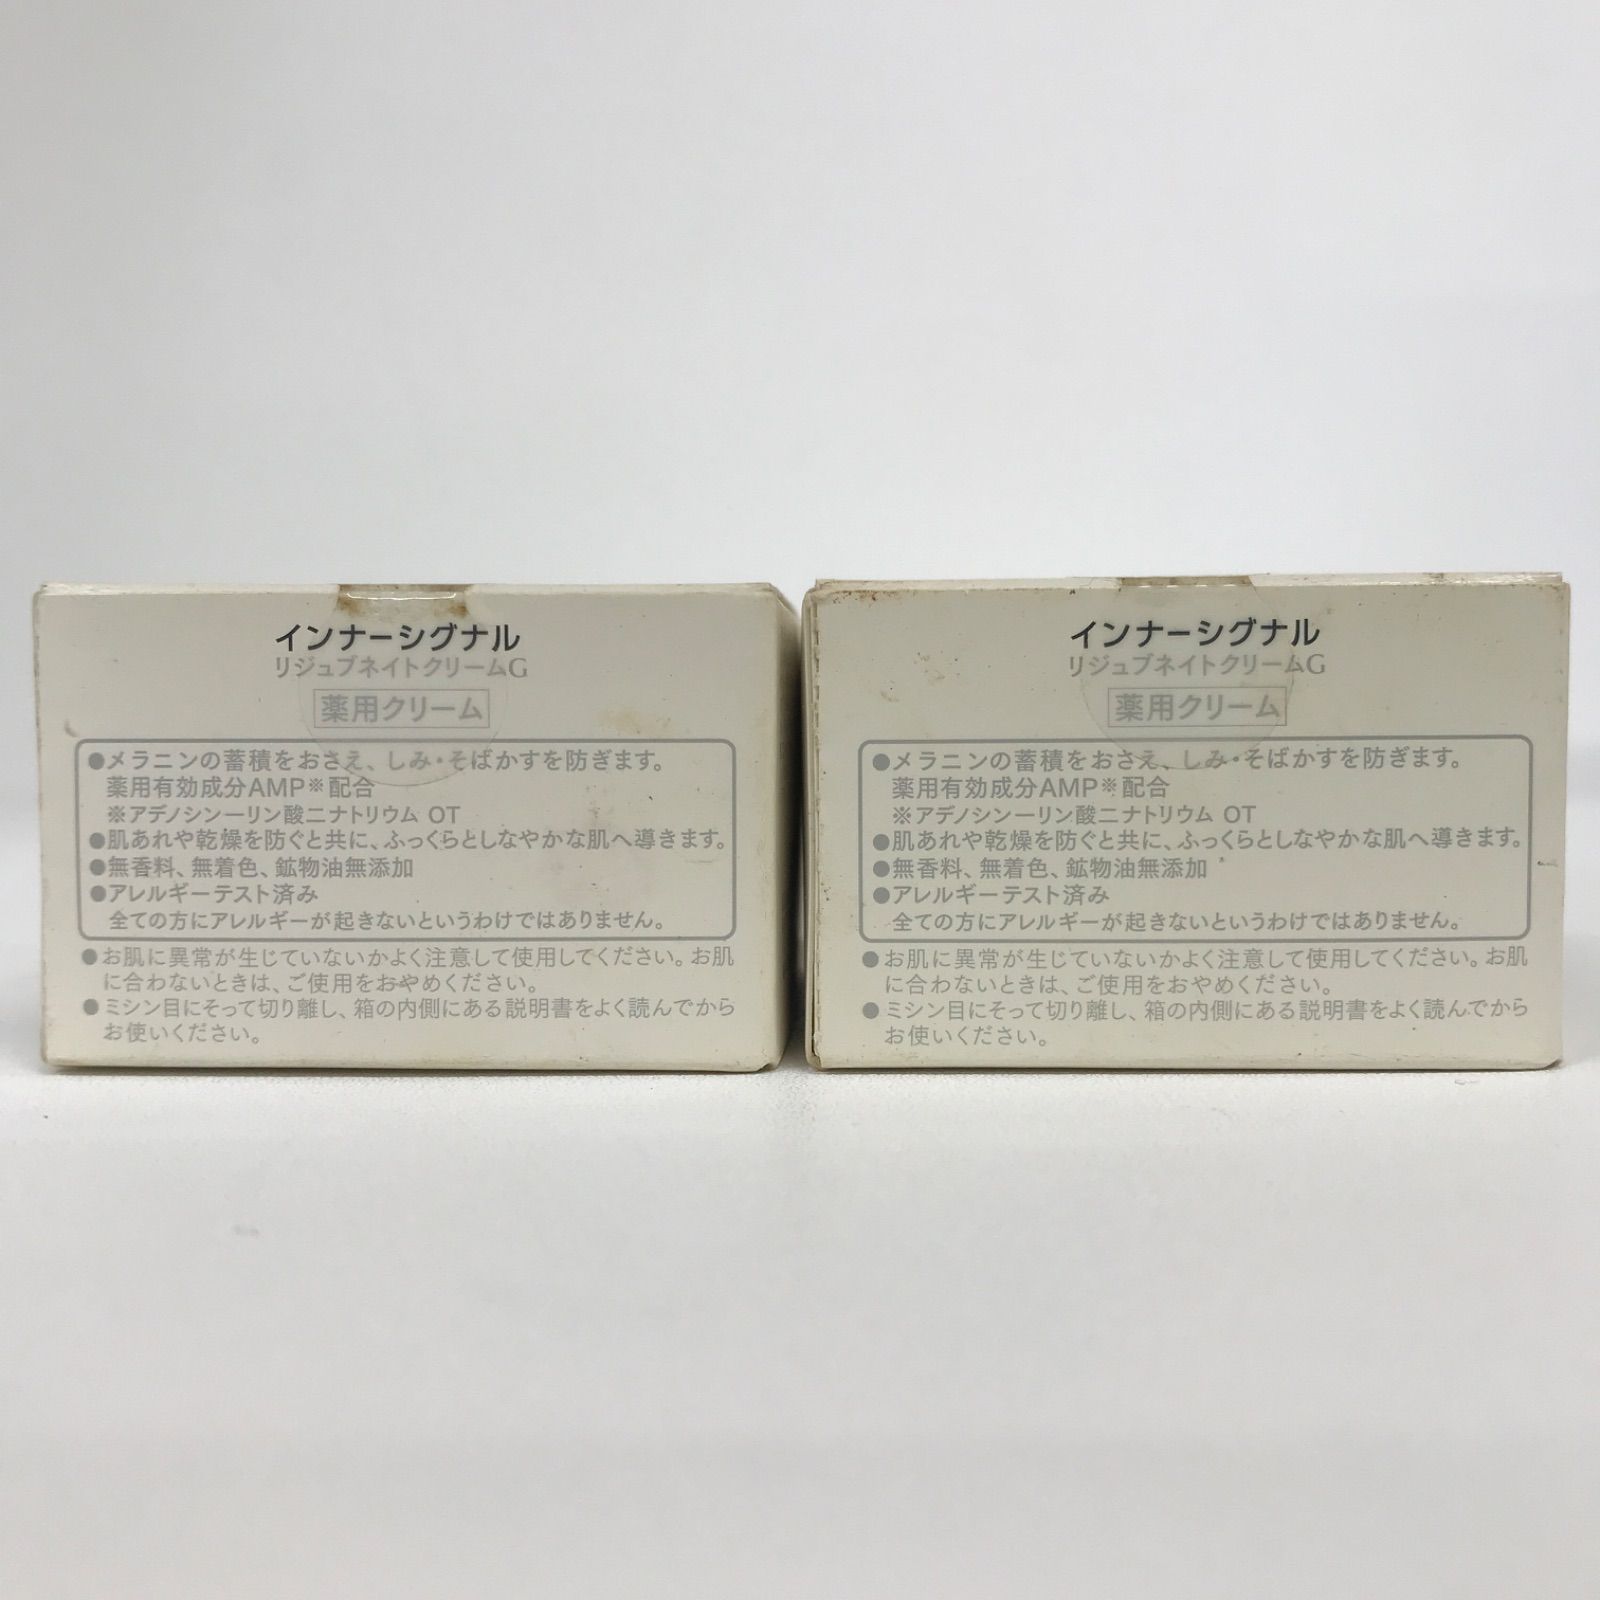 インナーシグナル
リジュブネイトクリームG
薬用クリーム
●メラニンの蓄積をおさえ、しみ・そばかすを防ぎます。
薬用有効成分AMP※配合
※アデノシン一リン酸二ナトリウム OT
●肌あれや乾燥を防ぐと共に、ふっくらとしなやかな肌へ導きます。
●無香料、無着色、鉱物油無添加
●アレルギーテスト済み
全ての方にアレルギーが起きないというわけではありません。
●お肌に異常が生じていないかよく注意して使用してください。お肌
に合わないときは、ご使用をおやめください。
●ミシン目にそって切り離し、箱の内側にある説明書をよく読んでから
お使いください。
インナーシグナル
リジュブネイトクリームG
薬用クリーム
●メラニンの蓄積をおさえ、しみ・そばかすを防ぎます。
薬用有効成分AMP※配合
※アデノシン一リン酸二ナトリウム OT
●肌あれや乾燥を防ぐと共に、ふっくらとしなやかな肌へ導きます。
●無香料、無着色、鉱物油無添加
●アレルギーテスト済み
全ての方にアレルギーが起きないというわけではありません。
●お肌に異常が生じていないかよく注意して使用してください。お肌
に合わないときは、ご使用をおやめください。
●ミシン目にそって切り離し、箱の内側にある説明書をよく読んでから
お使いください。